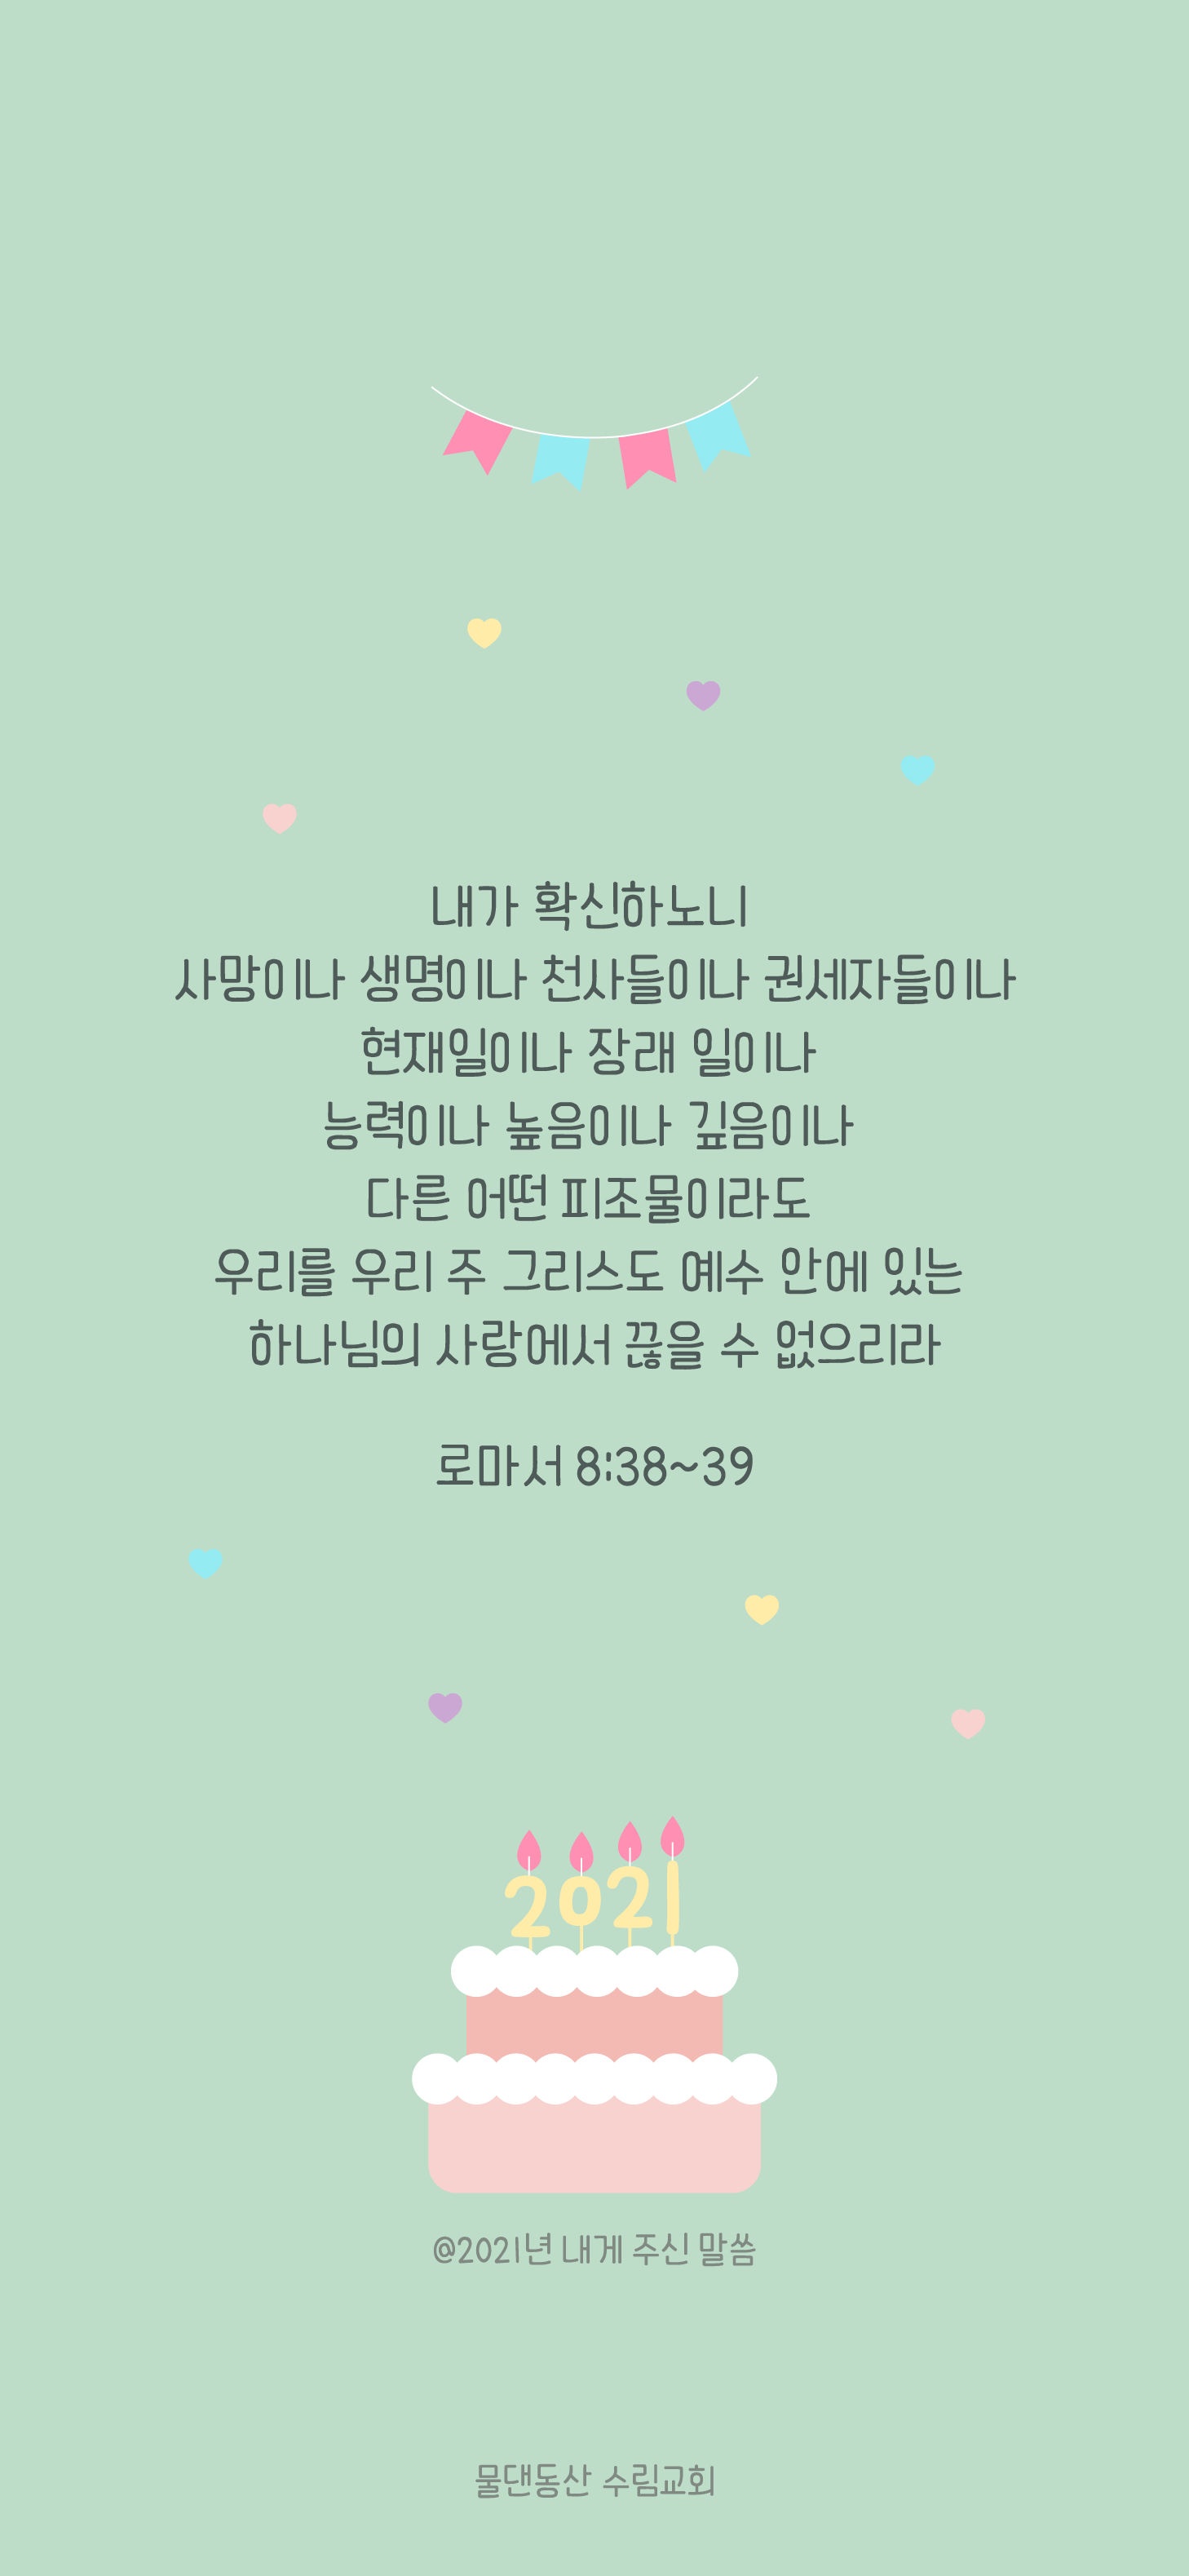 내가 확신하노니
사망이나 생명이나 천사들이나 권세자들이나
현재일이나 장래 일이나
능력이나 높음이나 깊음이나
다른 어떤 피조물이라도
우리를 우리 주 그리스도 예수 안에 있는
하나님의 사랑에서 끊을 수 없으리라
로마서 8:38~39
2021
@2021년 내게 주신 말씀
물댄동산 수림교회